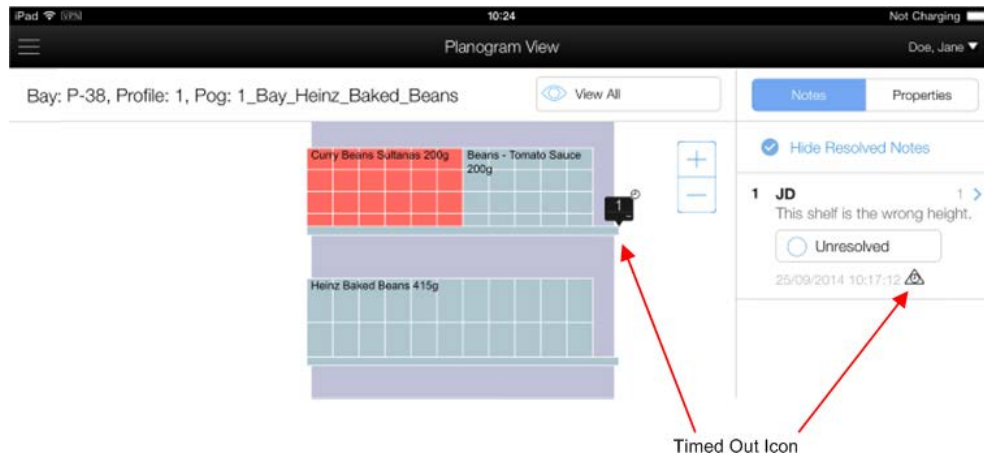 iPad VPN 10:24 Not Charging
Planogram View Doe, Jane
Bay: P-38, Profile: 1, Pog: 1_Bay_Heinz_Baked_Beans View All Notes Properties
Hide Resolved Notes
Curry Beans Sultanas 200g
Beans - Tomato Sauce
200g
1
1 JD 1
This shelf is the wrong height.
Unresolved
25/09/2014 10:17:12
Heinz Baked Beans 415g
Timed Out Icon